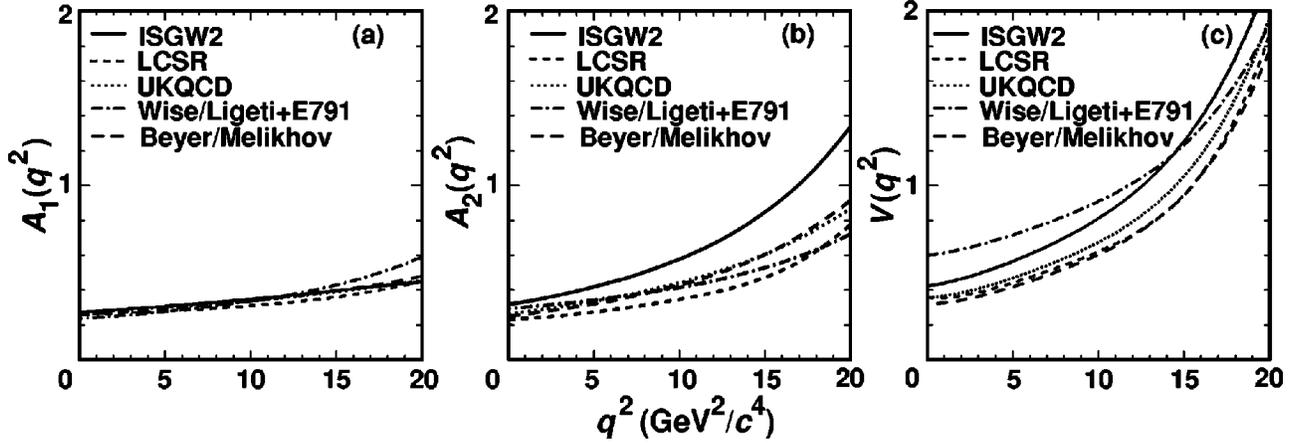 2
ISGW2
(a)
LCSR
UKQCD
Wise/Ligeti+E791
Beyer/Melikhov
A1(q2)
1
0 5 10 15 20
2
ISGW2
(b)
LCSR
UKQCD
Wise/Ligeti+E791
Beyer/Melikhov
A2(q2)
1
0 5 10 15 20
2
ISGW2
(c)
LCSR
UKQCD
Wise/Ligeti+E791
Beyer/Melikhov
V(q2)
1
0 5 10 15 20
q2 (GeV2/c4)